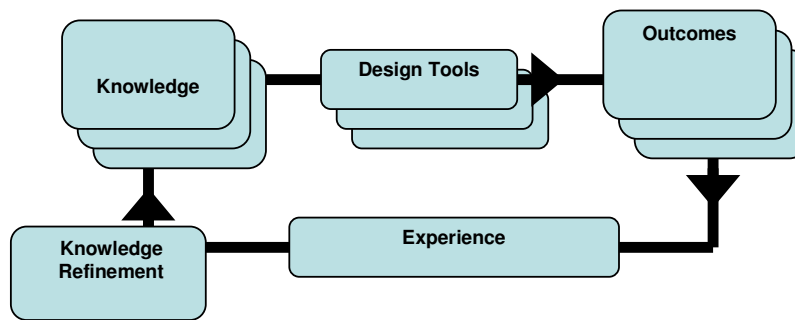 Knowledge
Design Tools
Outcomes
Knowledge
Refinement
Experience